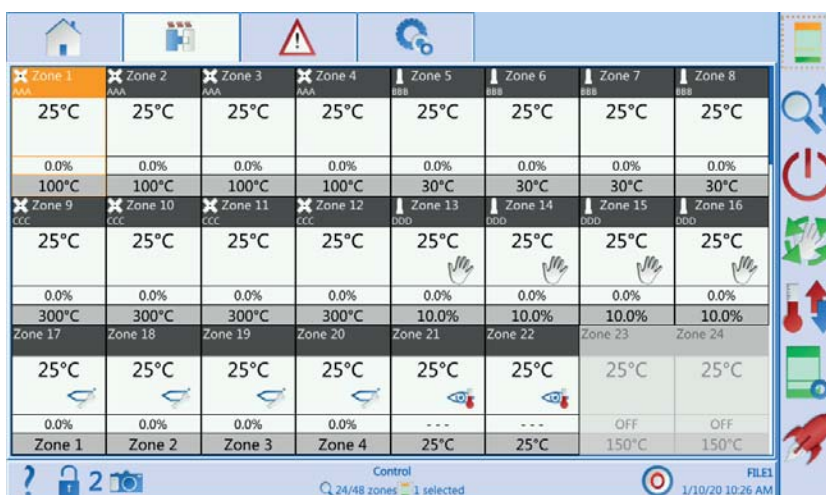 Zone 1 Zone 2 Zone 3 Zone 4 Zone 5 Zone 6 Zone 7 Zone 8
AAA AAA AAA AAA BBB BBB BBB BBB
25°C 25°C 25°C 25°C 25°C 25°C 25°C 25°C
0.0% 0.0% 0.0% 0.0% 0.0% 0.0% 0.0% 0.0%
100°C 100°C 100°C 100°C 30°C 30°C 30°C 30°C
Zone 9 Zone 10 Zone 11 Zone 12 Zone 13 Zone 14 Zone 15 Zone 16
CCC CCC CCC CCC DDD DDD DDD DDD
25°C 25°C 25°C 25°C 25°C 25°C 25°C 25°C
0.0% 0.0% 0.0% 0.0% 0.0% 0.0% 0.0% 0.0%
300°C 300°C 300°C 300°C 10.0% 10.0% 10.0% 10.0%
Zone 17 Zone 18 Zone 19 Zone 20 Zone 21 Zone 22 Zone 23 Zone 24
25°C 25°C 25°C 25°C 25°C 25°C 25°C 25°C
0.0% 0.0% 0.0% 0.0% --- --- OFF OFF
Zone 1 Zone 2 Zone 3 Zone 4 25°C 25°C 150°C 150°C
? 2 Control FILE1
24/48 zones 1 selected 1/10/20 10:26 AM